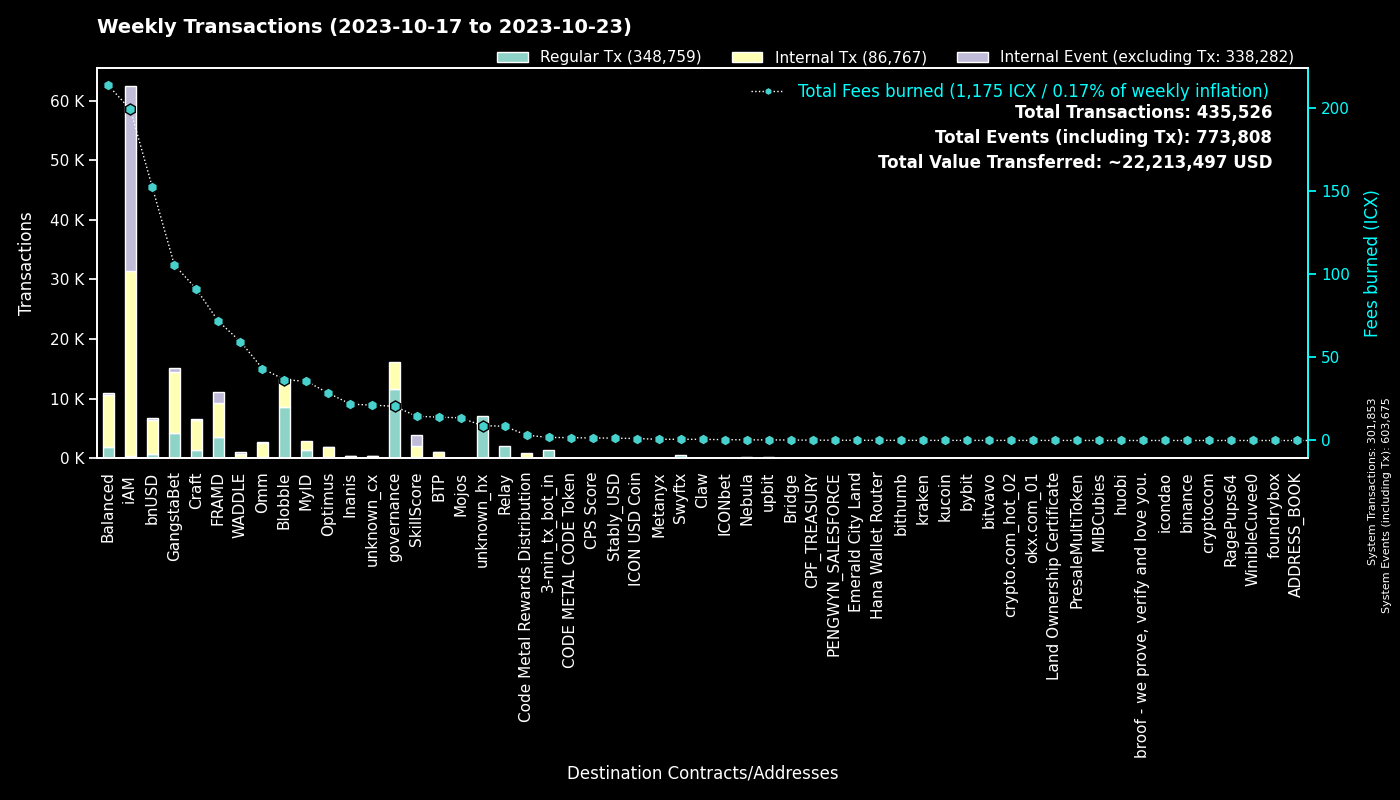 Weekly Transactions (2023-10-17 to 2023-10-23)
Regular Tx (348,759)
Internal Tx (86,767)
Internal Event (excluding Tx: 338,282)
Total Fees burned (1,175 ICX / 0.17% of weekly inflation)
Total Transactions: 435,526
Total Events (including Tx): 773,808
Total Value Transferred: ~22,213,497 USD
Transactions
60 K
50 K
40 K
30 K
20 K
10 K
0 K
200
150
100
50
0
Fees burned (ICX)
System Transactions: 301,853
System Events (including Tx): 603,675
Balanced
iAM
bnUSD
GangstaBet
Craft
FRAMD
WADDLE
Omm
Blobble
MyID
Optimus
Inanis
unknown_cx
governance
SkillScore
BTP
Mojos
unknown_hx
Relay
Code Metal Rewards Distribution
3-min_tx_bot_in
CODE METAL CODE Token
CPS Score
Stably_USD
ICON USD Coin
Metanyx
Swyftx
Claw
ICONbet
Nebula
upbit
Bridge
CPF_TREASURY
PENGWYN_SALESFORCE
Emerald City Land
Hana Wallet Router
bithumb
kraken
kucoin
bybit
bitvavo
crypto.com_hot_02
okx.com_01
Land Ownership Certificate
PresaleMultiToken
MIBCubies
huobi
broof - we prove, verify and love you.
icondao
binance
cryptocom
RagePups64
WinibleCuvee0
foundrybox
ADDRESS_BOOK
Destination Contracts/Addresses